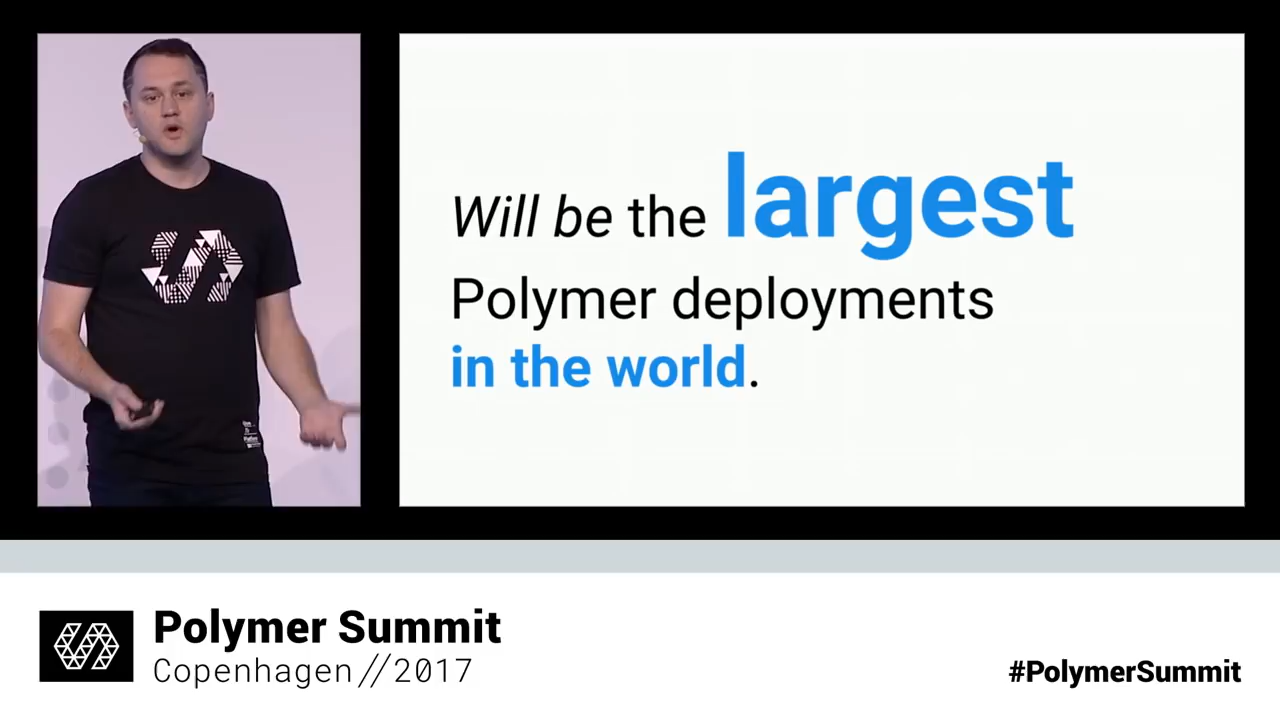 Will be the largest
Polymer deployments
in the world.
Polymer Summit
Copenhagen//2017
#PolymerSummit